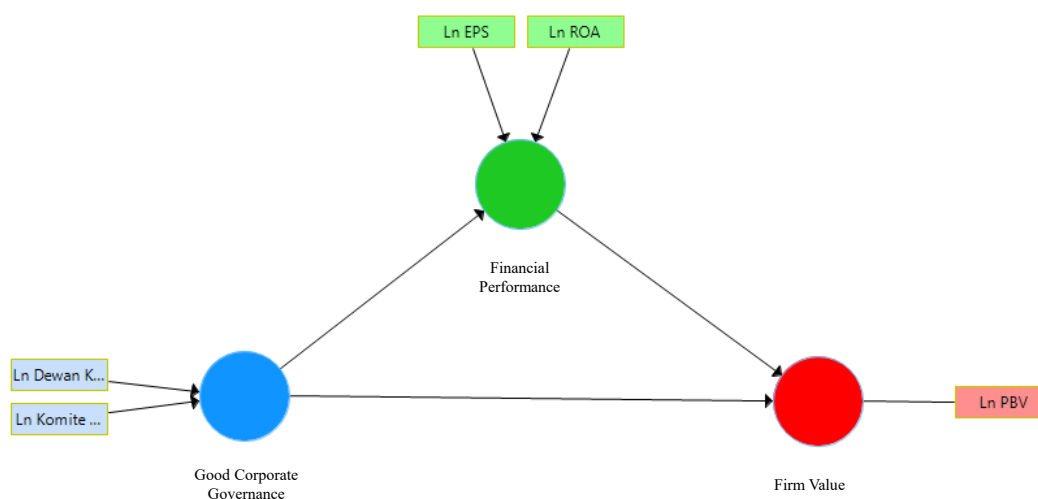 Ln EPS
Ln ROA
Financial
Performance
Ln Dewan K...
Ln Komite ...
Ln PBV
Good Corporate
Governance
Firm Value